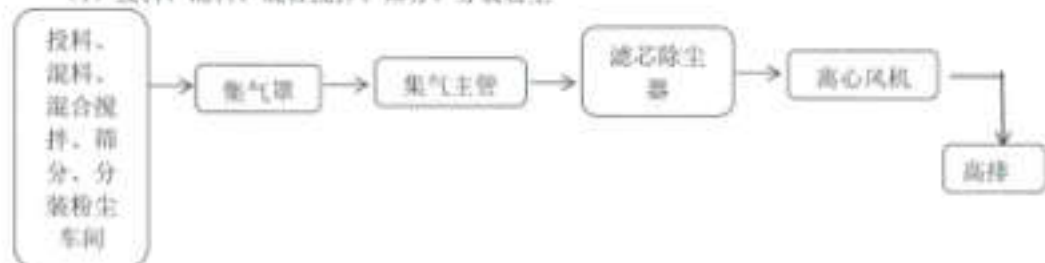 投料、
混料、
混合搅
拌、筛
分、分
装粉尘
车间
集气罩
集气主管
滤芯除尘
器
离心风机
高排